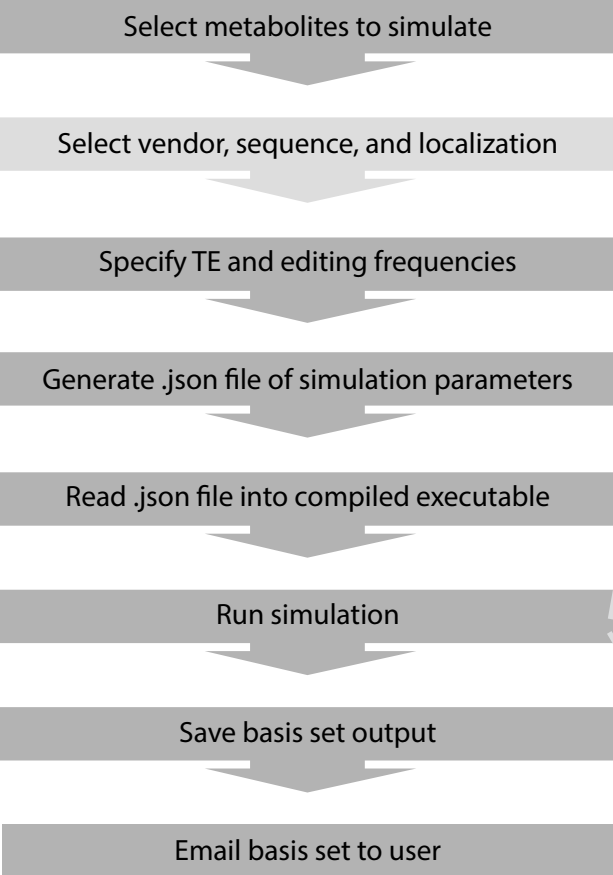 Select metabolites to simulate
Select vendor, sequence, and localization
Specify TE and editing frequencies
Generate .json file of simulation parameters
Read .json file into compiled executable
Run simulation
Save basis set output
Email basis set to user